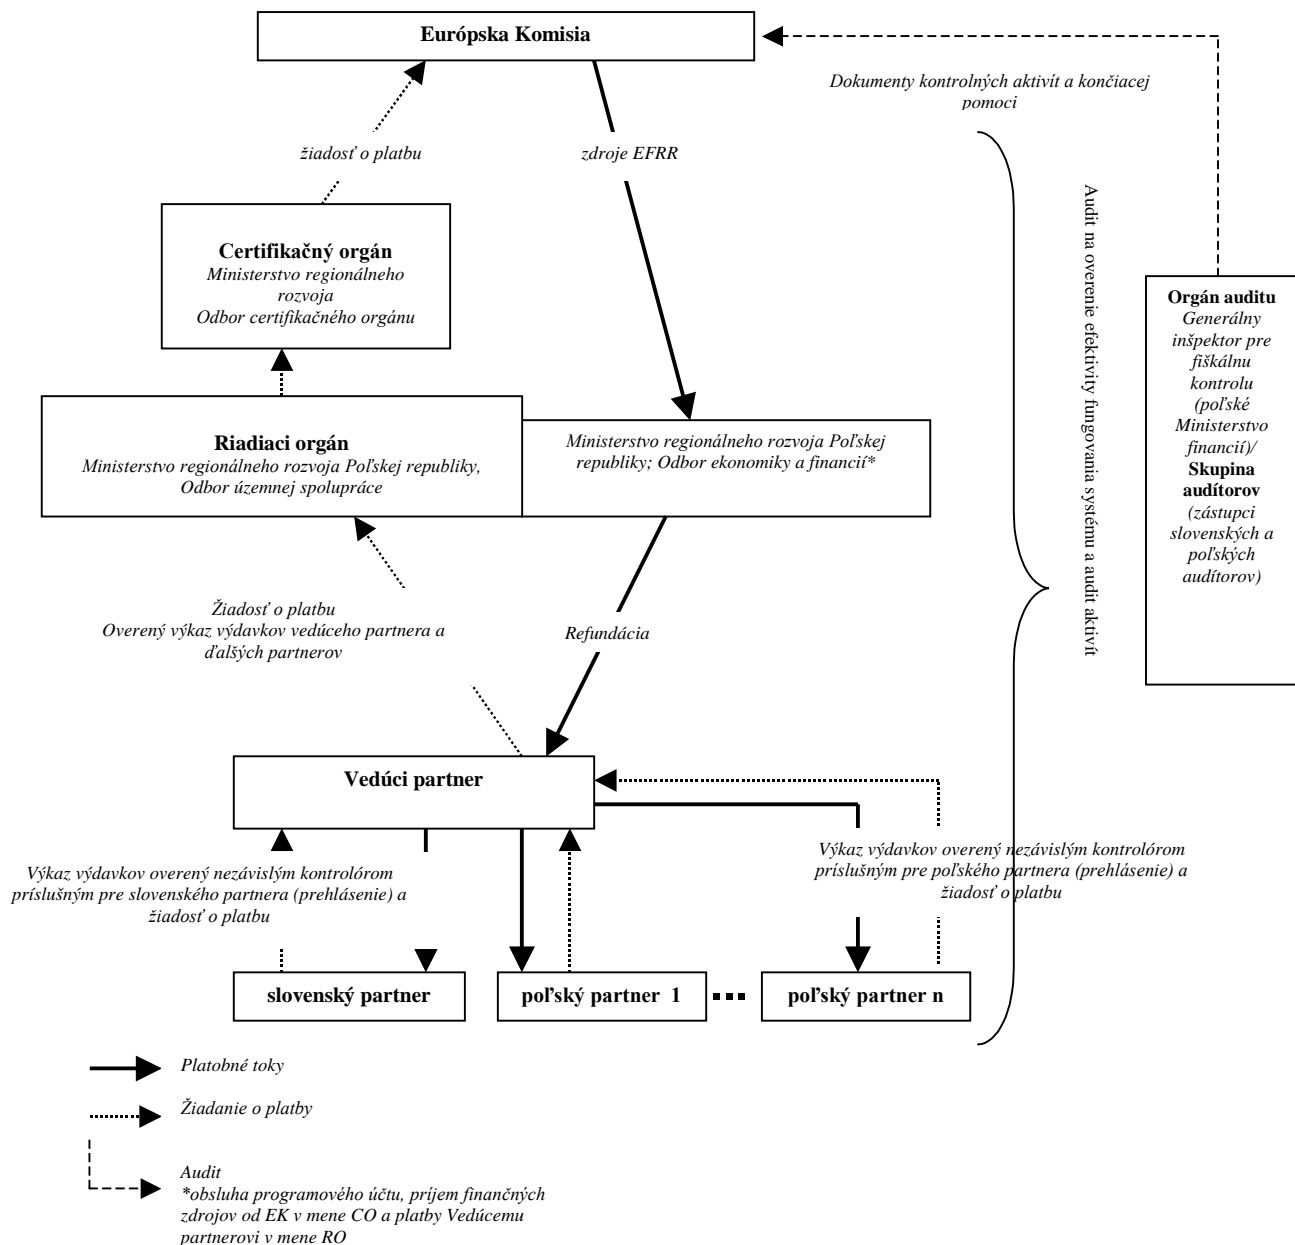 Európska Komisia
Dokumenty kontrolných aktivít a končiacej
pomoci
žiadosť o platbu
zdroje EFRR
Certifikačný orgán
Ministerstvo regionálneho
rozvoja
Odbor certifikačného orgánu
Audit na overenie efektivity fungovania systému a audit aktivít
Orgán auditu
Generálny
inšpektor pre
fiškálnu
kontrolu
(poľské
Ministerstvo
financií)/
Skupina
audítorov
(zástupci
slovenských a
poľských
audítorov)
Riadiaci orgán
Ministerstvo regionálneho rozvoja Poľskej republiky,
Odbor územnej spolupráce
Ministerstvo regionálneho rozvoja Poľskej
republiky; Odbor ekonomiky a financií*
Žiadosť o platbu
Overený výkaz výdavkov vedúceho partnera a
ďalších partnerov
Refundácia
Vedúci partner
Výkaz výdavkov overený nezávislým kontrolórom
príslušným pre slovenského partnera (prehlásenie) a
žiadosť o platbu
Výkaz výdavkov overený nezávislým kontrolórom
príslušným pre poľského partnera (prehlásenie) a
žiadosť o platbu
slovenský partner
poľský partner 1
poľský partner n
Platobné toky
Žiadanie o platby
Audit
*obsluha programového účtu, príjem finančných
zdrojov od EK v mene CO a platby Vedúcemu
partnerovi v mene RO